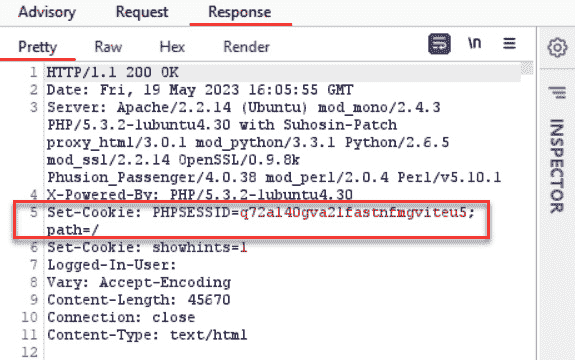 Advisory Request Response
Pretty Raw Hex Render \n
1 HTTP/1.1 200 OK
2 Date: Fri, 19 May 2023 16:05:55 GMT
3 Server: Apache/2.2.14 (Ubuntu) mod_mono/2.4.3
PHP/5.3.2-1ubuntu4.30 with Suhosin-Patch
proxy_html/3.0.1 mod_python/3.3.1 Python/2.6.5
mod_ssl/2.2.14 OpenSSL/0.9.8k
Phusion_Passenger/4.0.38 mod_perl/2.0.4 Perl/v5.10.1
4 X-Powered-By: PHP/5.3.2-1ubuntu4.30
5 Set-Cookie: PHPSESSID=q72al40gva2lfastnfmgviteu5;
path=/
6 Set-Cookie: showhints=1
7 Logged-In-User:
8 Vary: Accept-Encoding
9 Content-Length: 45670
10 Connection: close
11 Content-Type: text/html
12
INSPECTOR